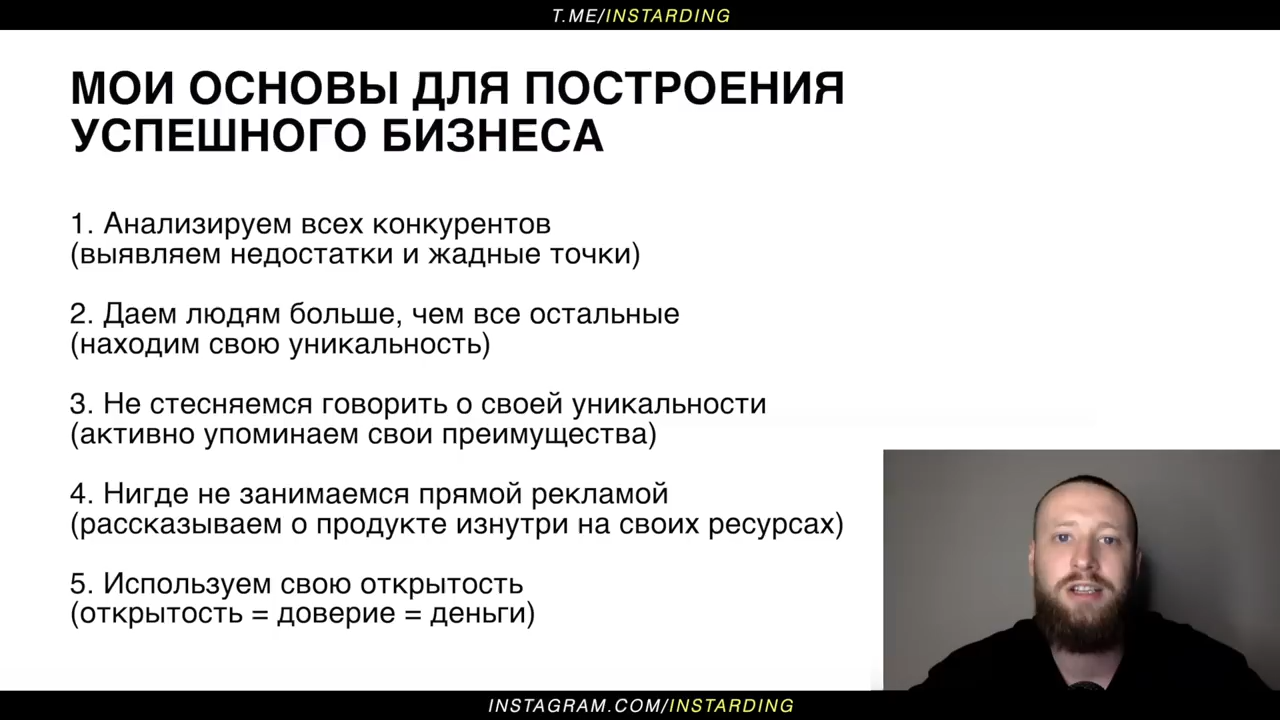 T.ME/INSTARDING
МОИ ОСНОВЫ ДЛЯ ПОСТРОЕНИЯ
УСПЕШНОГО БИЗНЕСА
1. Анализируем всех конкурентов
(выявляем недостатки и жадные точки)
2. Даем людям больше, чем все остальные
(находим свою уникальность)
3. Не стесняемся говорить о своей уникальности
(активно упоминаем свои преимущества)
4. Нигде не занимаемся прямой рекламой
(рассказываем о продукте изнутри на своих ресурсах)
5. Используем свою открытость
(открытость = доверие = деньги)
INSTAGRAM.COM/INSTARDING